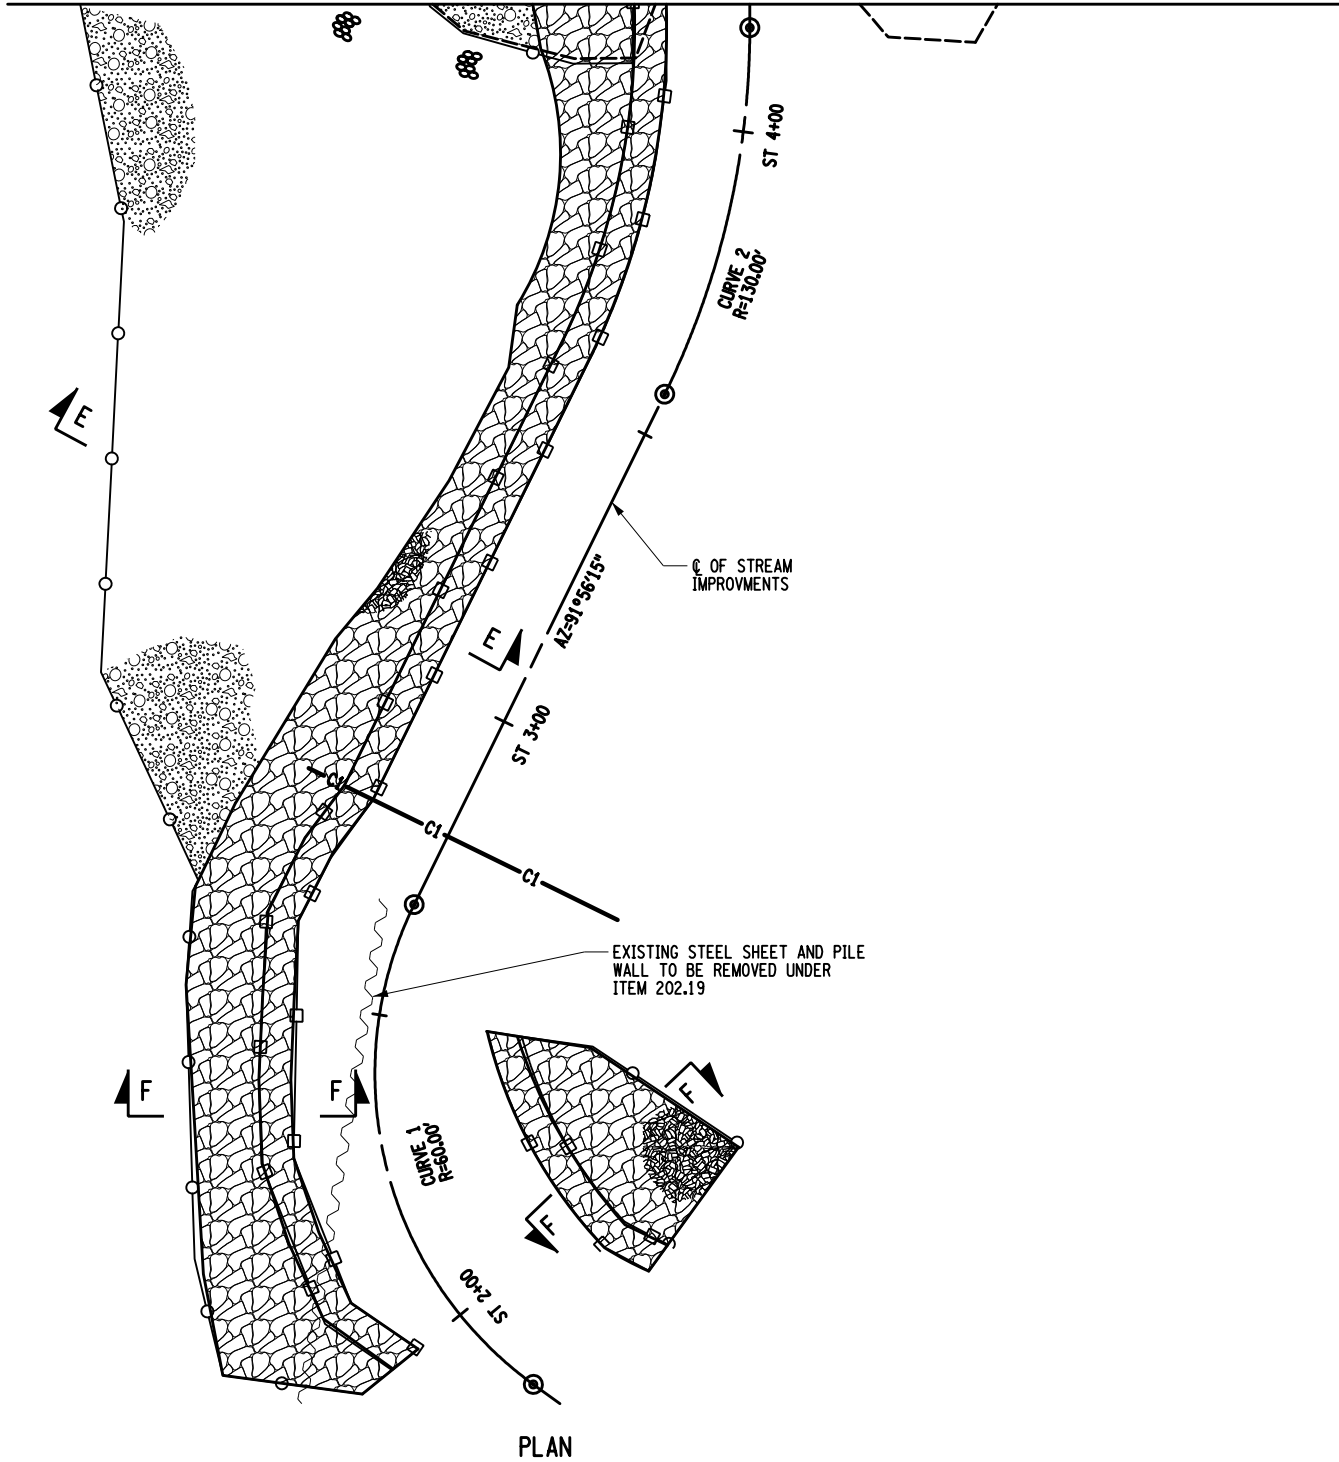 ST 4+00
CURVE 2
R=130.00'
E
℄ OF STREAM
IMPROVMENTS
AZ=91°56'15"
E
ST 3+00
C1
C1
C1
EXISTING STEEL SHEET AND PILE
WALL TO BE REMOVED UNDER
ITEM 202.19
F
F
F
CURVE 1
R=60.00'
F
ST 2+00
PLAN